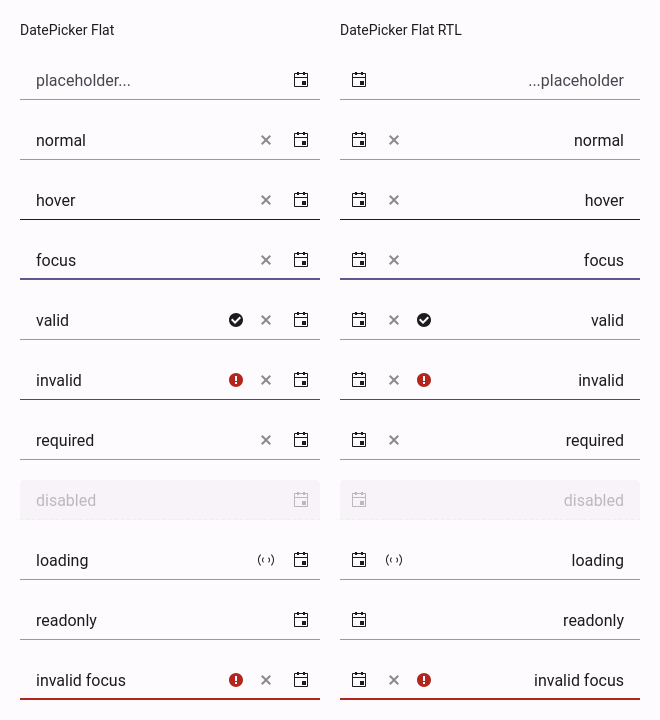 DatePicker Flat
DatePicker Flat RTL
placeholder...
...placeholder
normal
normal
hover
hover
focus
focus
valid
valid
invalid
invalid
required
required
disabled
disabled
loading
loading
readonly
readonly
invalid focus
invalid focus